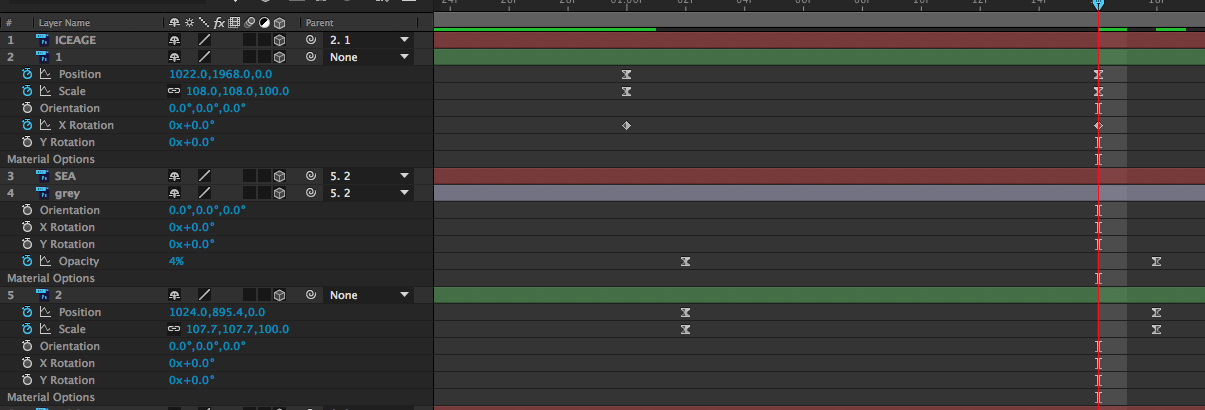 24f 28f 01:00f 02f 12f 14f 18f
# Layer Name fx Parent
1 ICEAGE 2. 1
2 1 None
Position 1022.0,1968.0,0.0
Scale 108.0,108.0,100.0
Orientation 0.0°,0.0°,0.0°
X Rotation 0x+0.0°
Y Rotation 0x+0.0°
Material Options
3 SEA 5. 2
4 grey 5. 2
Orientation 0.0°,0.0°,0.0°
X Rotation 0x+0.0°
Y Rotation 0x+0.0°
Opacity 4%
Material Options
5 2 None
Position 1024.0,895.4,0.0
Scale 107.7,107.7,100.0
Orientation 0.0°,0.0°,0.0°
X Rotation 0x+0.0°
Y Rotation 0x+0.0°
Material Options